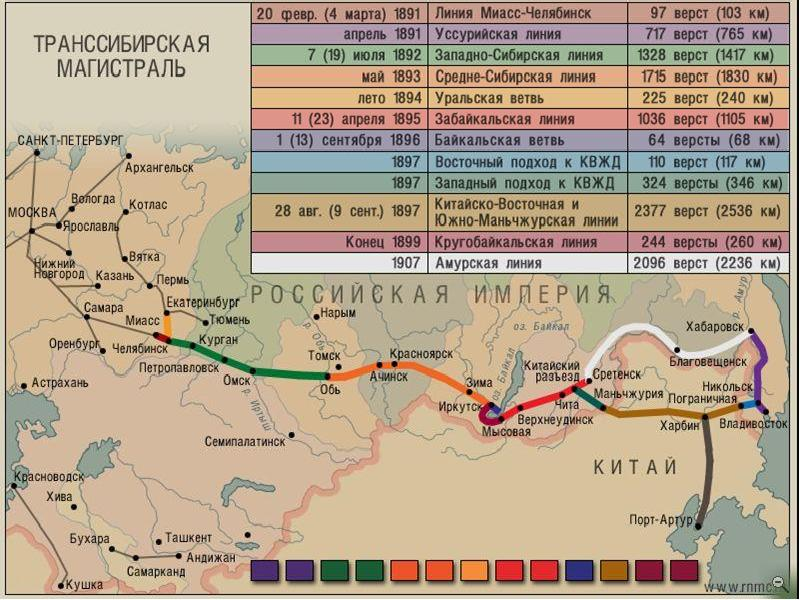 ТРАНССИБИРСКАЯ
МАГИСТРАЛЬ
20 февр. (4 марта) 1891 Линия Миасс-Челябинск 97 верст (103 км)
апрель 1891 Уссурийская линия 717 верст (765 км)
7 (19) июля 1892 Западно-Сибирская линия 1328 верст (1417 км)
май 1893 Средне-Сибирская линия 1715 верст (1830 км)
лето 1894 Уральская ветвь 225 верст (240 км)
11 (23) апреля 1895 Забайкальская линия 1036 верст (1105 км)
1 (13) сентября 1896 Байкальская ветвь 64 версты (68 км)
1897 Восточный подход к КВЖД 110 верст (117 км)
1897 Западный подход к КВЖД 324 версты (346 км)
28 авг. (9 сент.) 1897 Китайско-Восточная и
Южно-Маньчжурская линии 2377 верст (2536 км)
Конец 1899 Кругобайкальская линия 244 версты (260 км)
1907 Амурская линия 2096 верст (2236 км)
САНКТ-ПЕТЕРБУРГ
Архангельск
Вологда
Котлас
МОСКВА
Ярославль
Нижний
Новгород
Вятка
Казань
Пермь
РОССИЙСКАЯ ИМПЕРИЯ
р. Амур
Самара
Екатеринбург
Миасс
Тюмень
Нарым
р. Обь
оз. Байкал
Хабаровск
Оренбург
Челябинск
Курган
Томск
Красноярск
оз. Байкал
Китайский
разъезд
Благовещенск
Петропавловск
Омск
Обь
Ачинск
Зима
Сретенск
Астрахань
р. Иртыш
Иркутск
Маньчжурия
Никольск
Пограничная
Чита
Верхнеудинск
Мысовая
Харбин
Владивосток
Семипалатинск
КИТАЙ
Красноводск
Хива
Порт-Артур
Бухара
Ташкент
Самарканд
Андижан
Кушка